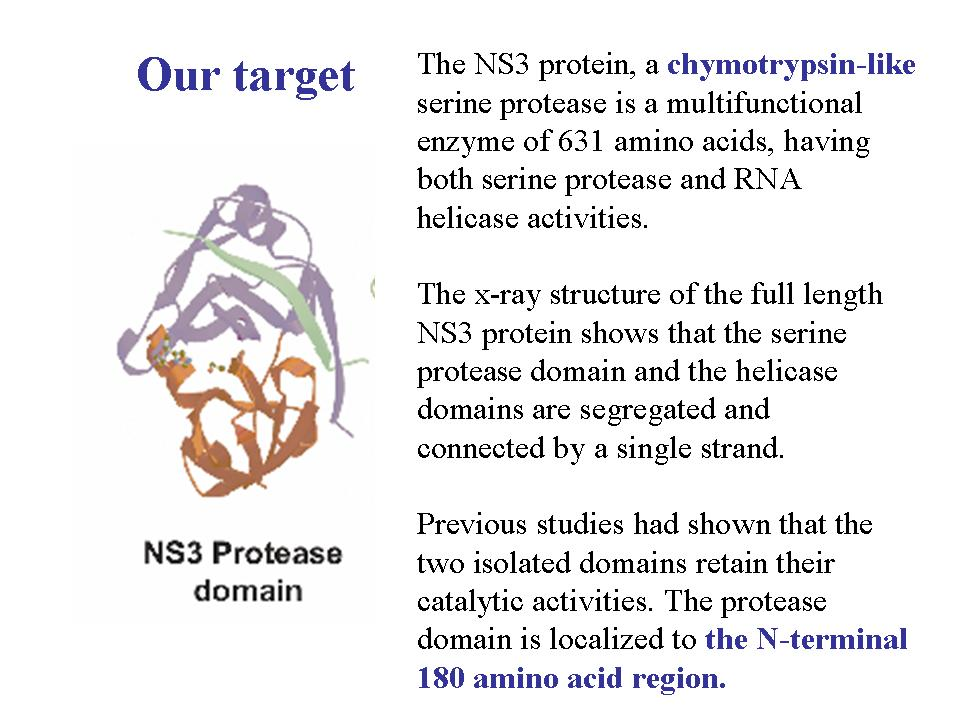 Our target
The NS3 protein, a chymotrypsin-like
serine protease is a multifunctional
enzyme of 631 amino acids, having
both serine protease and RNA
helicase activities.
The x-ray structure of the full length
NS3 protein shows that the serine
protease domain and the helicase
domains are segregated and
connected by a single strand.
Previous studies had shown that the
two isolated domains retain their
catalytic activities. The protease
domain is localized to the N-terminal
180 amino acid region.
NS3 Protease
domain